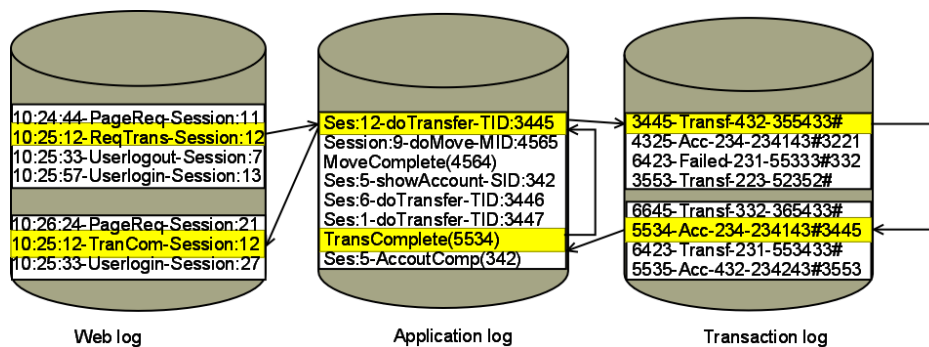 10:24:44-PageReq-Session:11
10:25:12-ReqTrans-Session:12
10:25:33-Userlogout-Session:7
10:25:57-Userlogin-Session:13
10:26:24-PageReq-Session:21
10:25:12-TranCom-Session:12
10:25:33-Userlogin-Session:27
Web log
Ses:12-doTransfer-TID:3445
Session:9-doMove-MID:4565
MoveComplete(4564)
Ses:5-showAccount-SID:342
Ses:6-doTransfer-TID:3446
Ses:1-doTransfer-TID:3447
TransComplete(5534)
Ses:5-AccoutComp(342)
Application log
3445-Transf-432-355433#
4325-Acc-234-234143#3221
6423-Failed-231-55333#332
3553-Transf-223-52352#
6645-Transf-332-365433#
5534-Acc-234-234143#3445
6423-Transf-231-553433#
5535-Acc-432-234243#3553
Transaction log